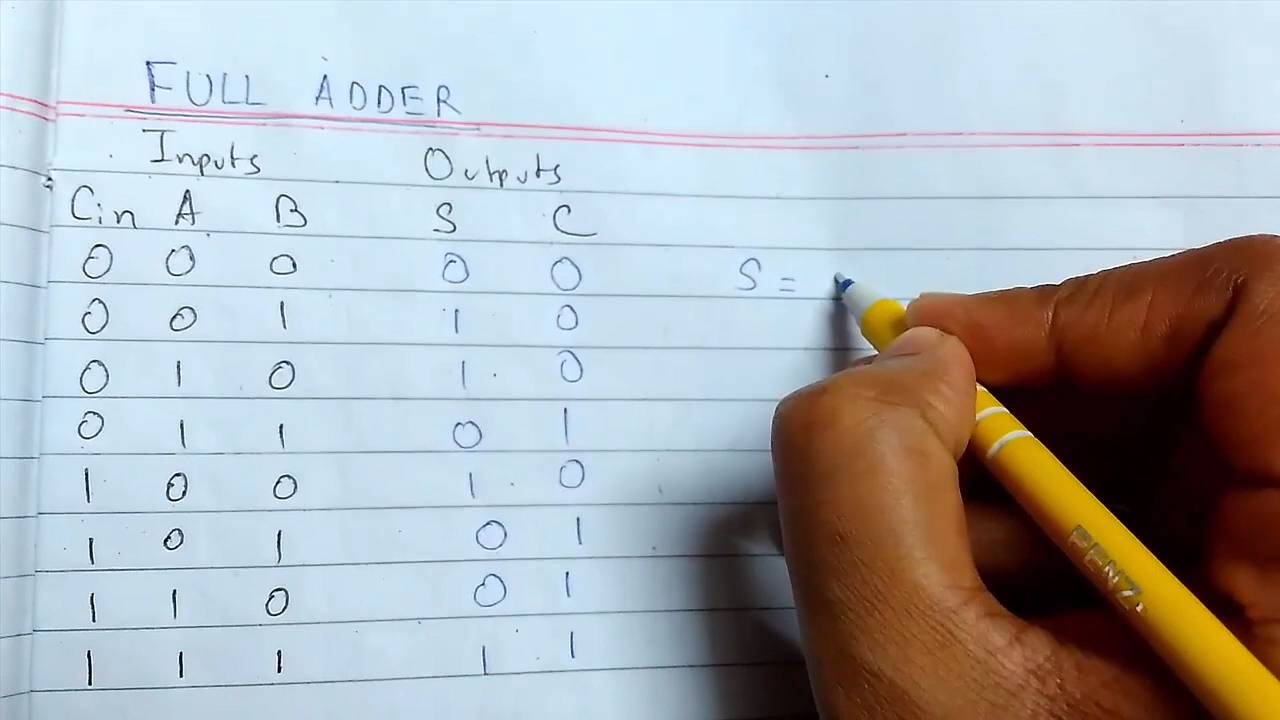 FULL ADDER
Inputs Outputs
Cin A B S C
0 0 0 0 0 S =
0 0 1 1 0
0 1 0 1 0
0 1 1 0 1
1 0 0 1 0
1 0 1 0 1
1 1 0 0 1
1 1 1 1 1